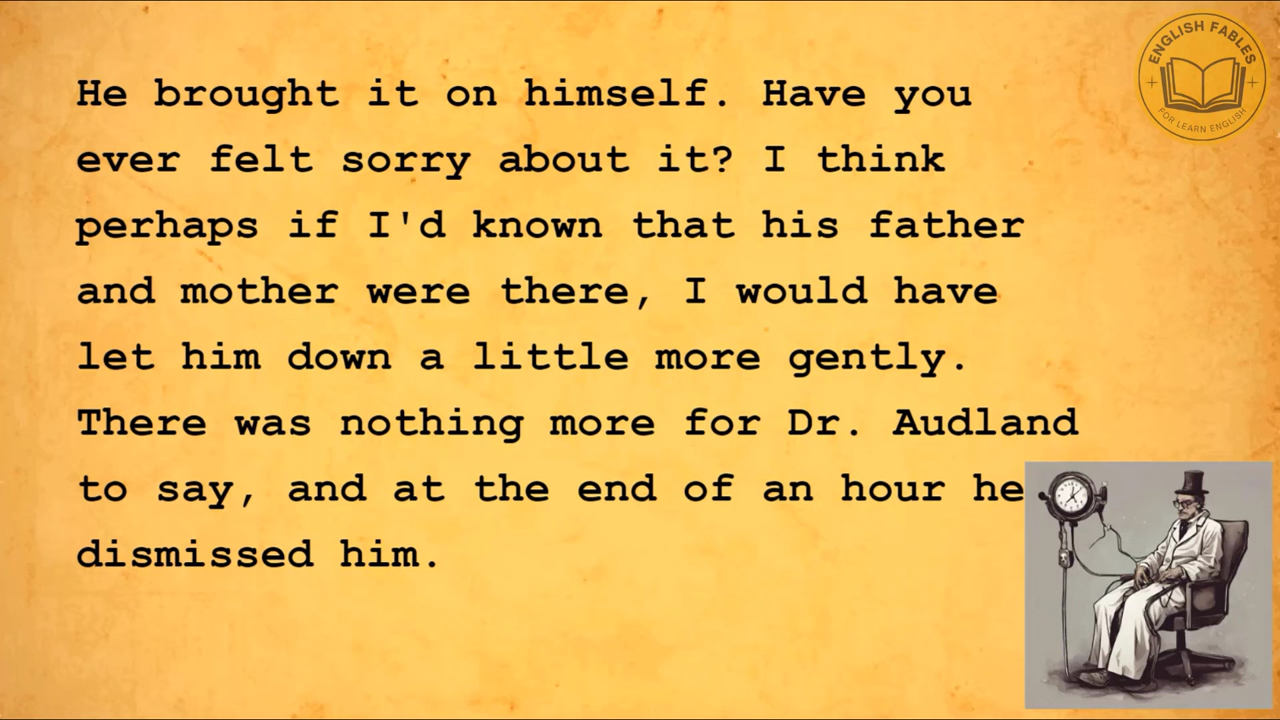 ENGLISH FABLES
FOR LEARN ENGLISH
He brought it on himself. Have you
ever felt sorry about it? I think
perhaps if I'd known that his father
and mother were there, I would have
let him down a little more gently.
There was nothing more for Dr. Audland
to say, and at the end of an hour he
dismissed him.